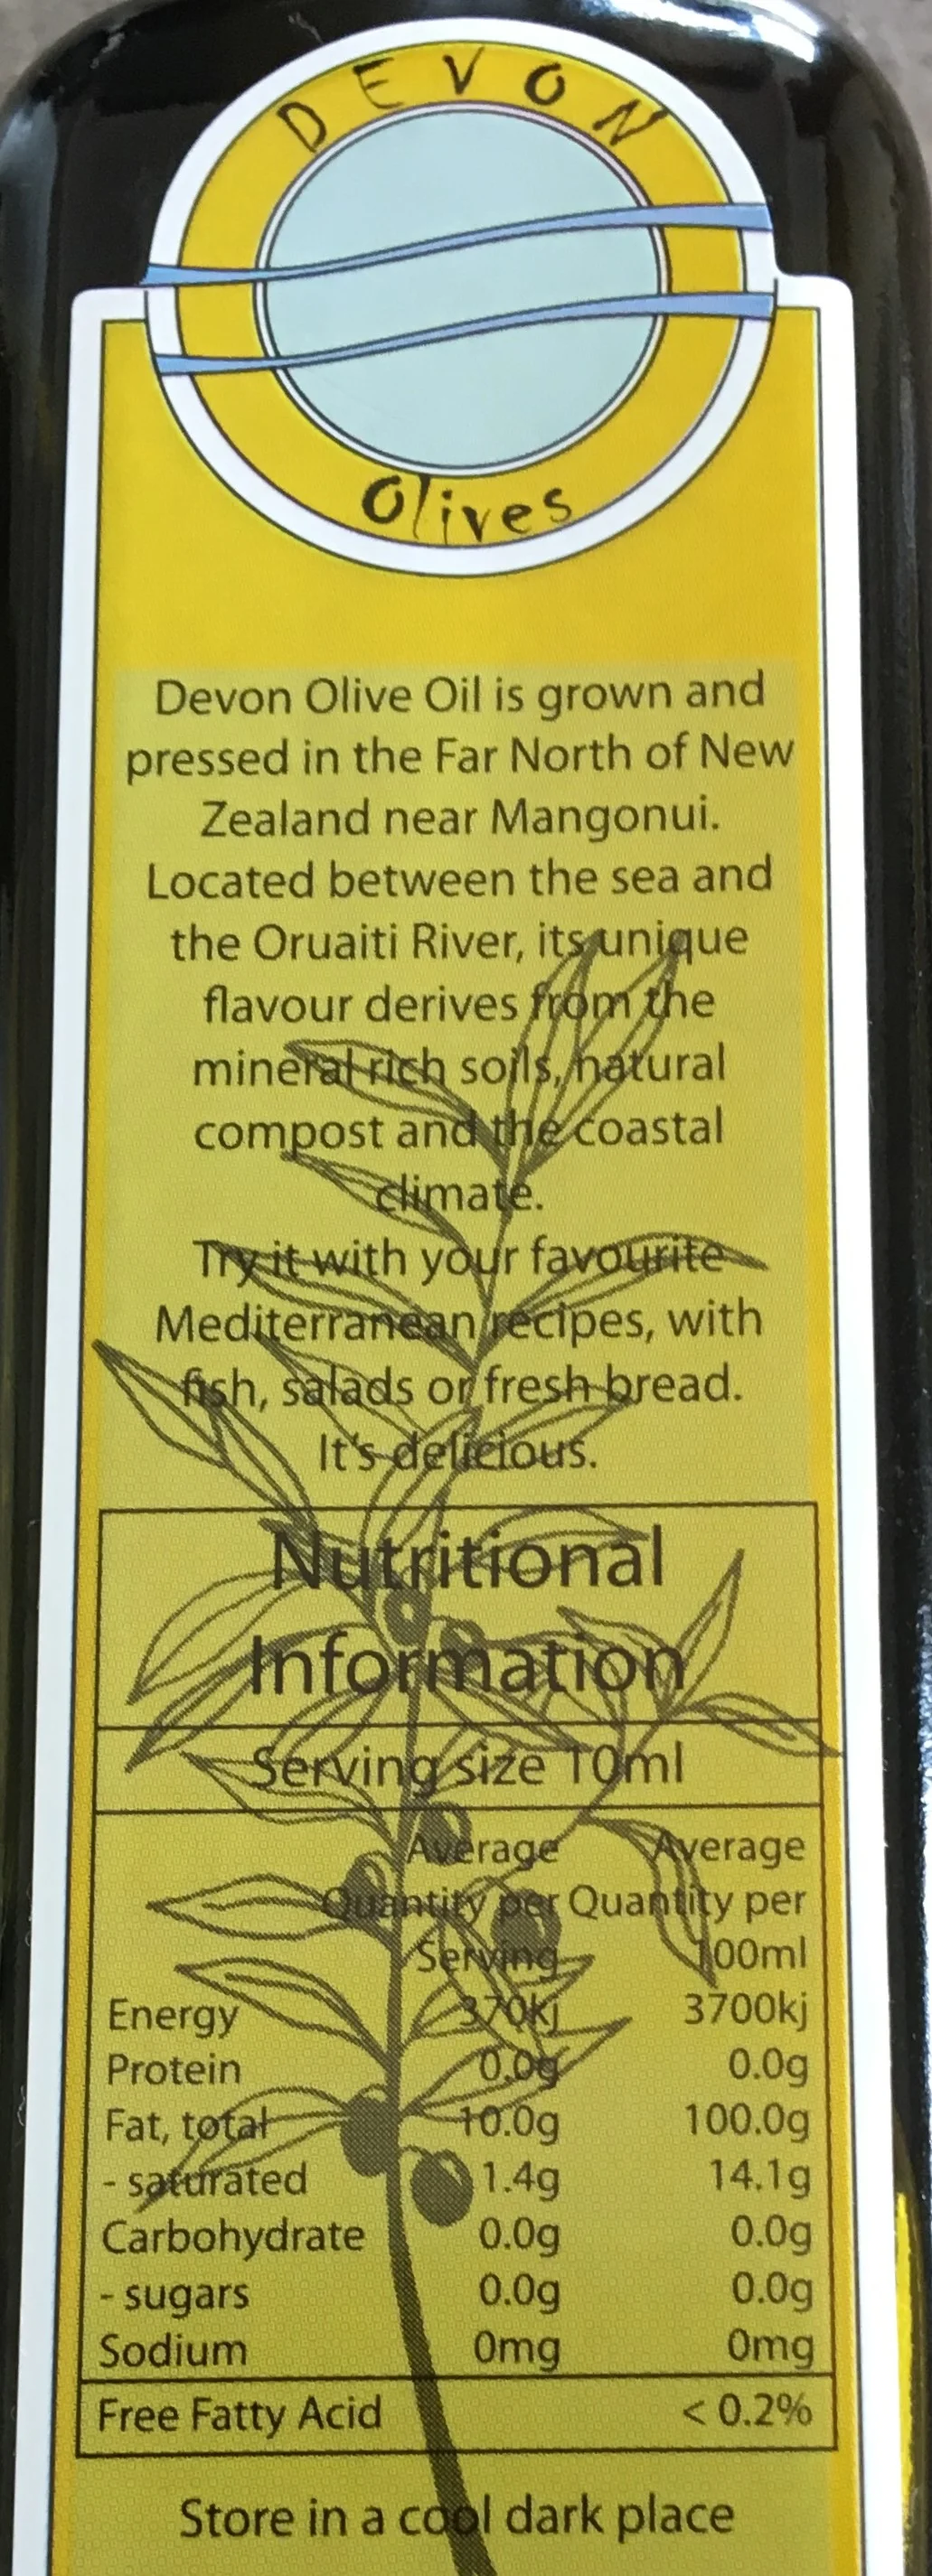 DEVON
Olives
Devon Olive Oil is grown and
pressed in the Far North of New
Zealand near Mangonui.
Located between the sea and
the Oruaiti River, its unique
flavour derives from the
mineral rich soils, natural
compost and the coastal
climate.
Try it with your favourite
Mediterranean recipes, with
fish, salads or fresh bread.
It's delicious.
Nutritional
Information
Serving size 10ml
Average Average
Quantity per Quantity per
Serving 100ml
Energy 370kj 3700kj
Protein 0.0g 0.0g
Fat, total 10.0g 100.0g
- saturated 1.4g 14.1g
Carbohydrate 0.0g 0.0g
- sugars 0.0g 0.0g
Sodium 0mg 0mg
Free Fatty Acid < 0.2%
Store in a cool dark place